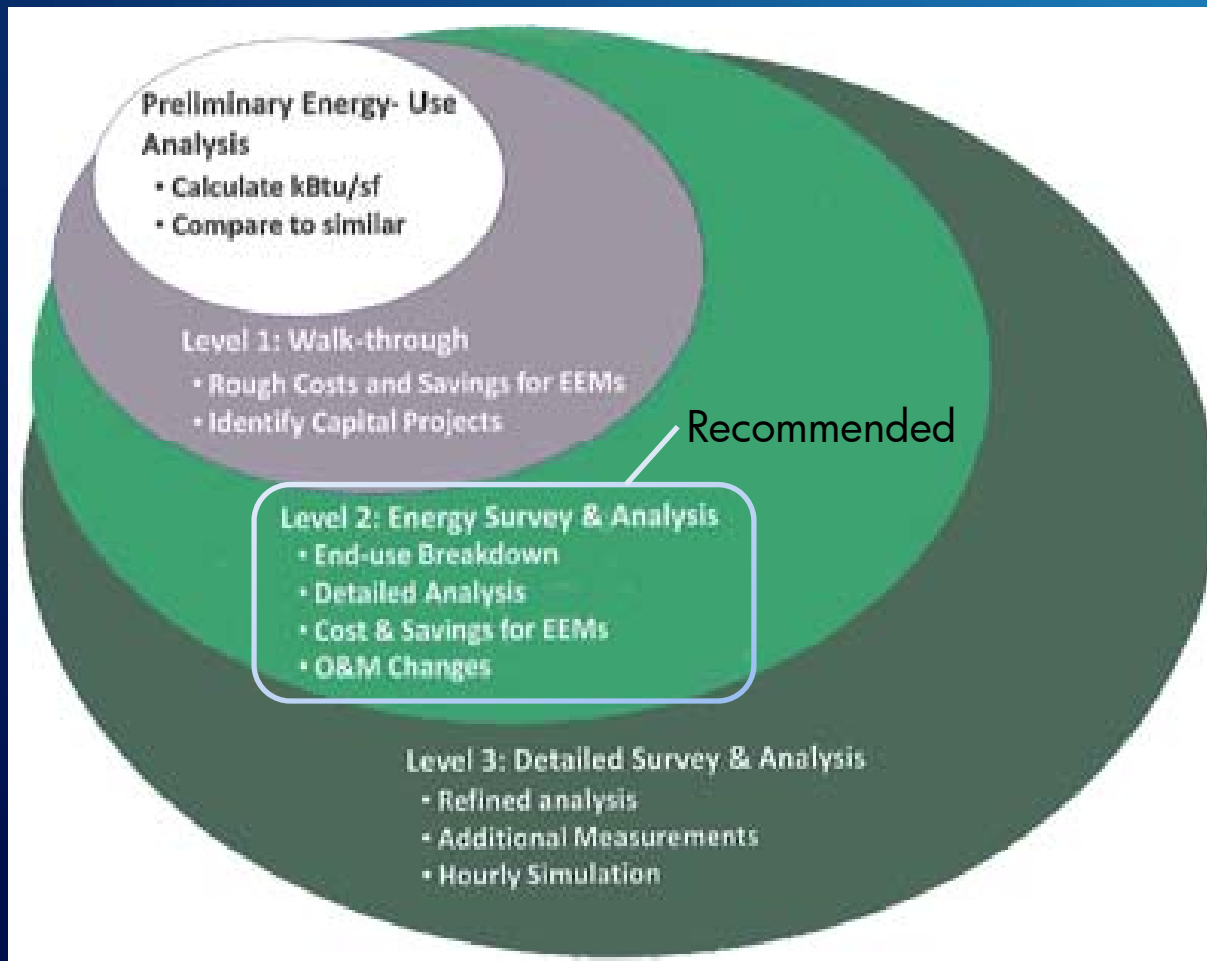 Preliminary Energy- Use
Analysis
• Calculate kBtu/sf
• Compare to similar
Level 1: Walk-through
• Rough Costs and Savings for EEMs
• Identify Capital Projects
Recommended
Level 2: Energy Survey & Analysis
• End-use Breakdown
• Detailed Analysis
• Cost & Savings for EEMs
• O&M Changes
Level 3: Detailed Survey & Analysis
• Refined analysis
• Additional Measurements
• Hourly Simulation